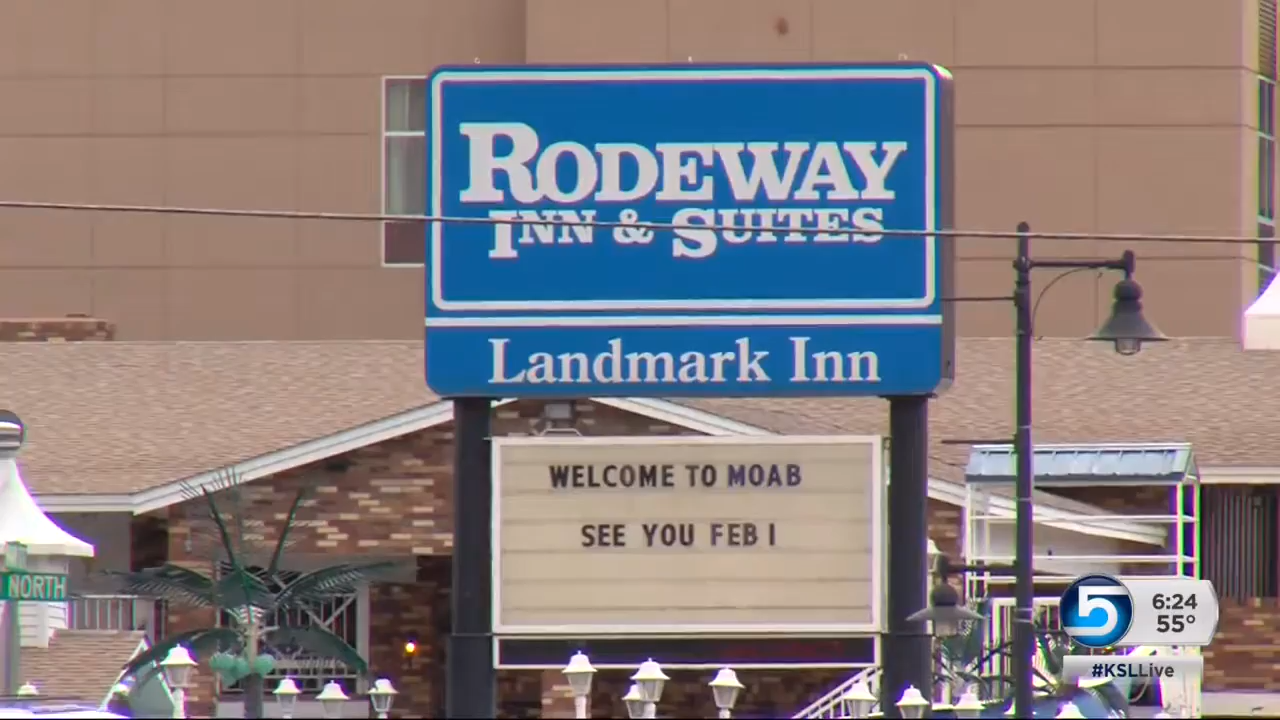 RODEWAY
INN & SUITES
Landmark Inn
WELCOME TO MOAB
SEE YOU FEB 1
NORTH
5
6:24
55°
#KSLLive